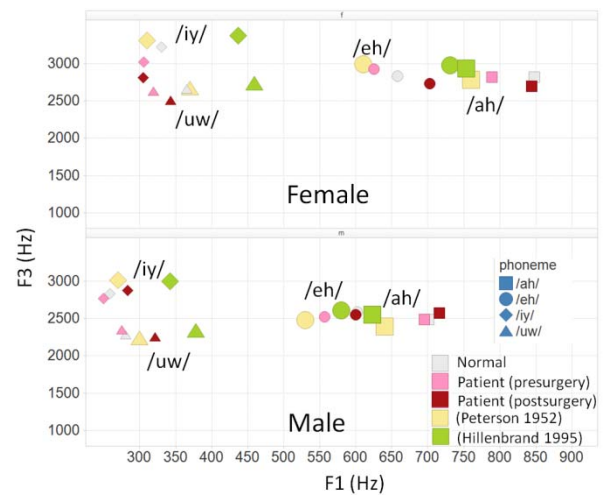 f
/iy/
/eh/
/uw/
/ah/
3000
2500
2000
1500
1000
Female
F3 (Hz)
m
/iy/
/eh/
/ah/
/uw/
3000
2500
2000
1500
1000
Male
phoneme
/ah/
/eh/
/iy/
/uw/
Normal
Patient (presurgery)
Patient (postsurgery)
(Peterson 1952)
(Hillenbrand 1995)
300 350 400 450 500 550 600 650 700 750 800 850 900
F1 (Hz)